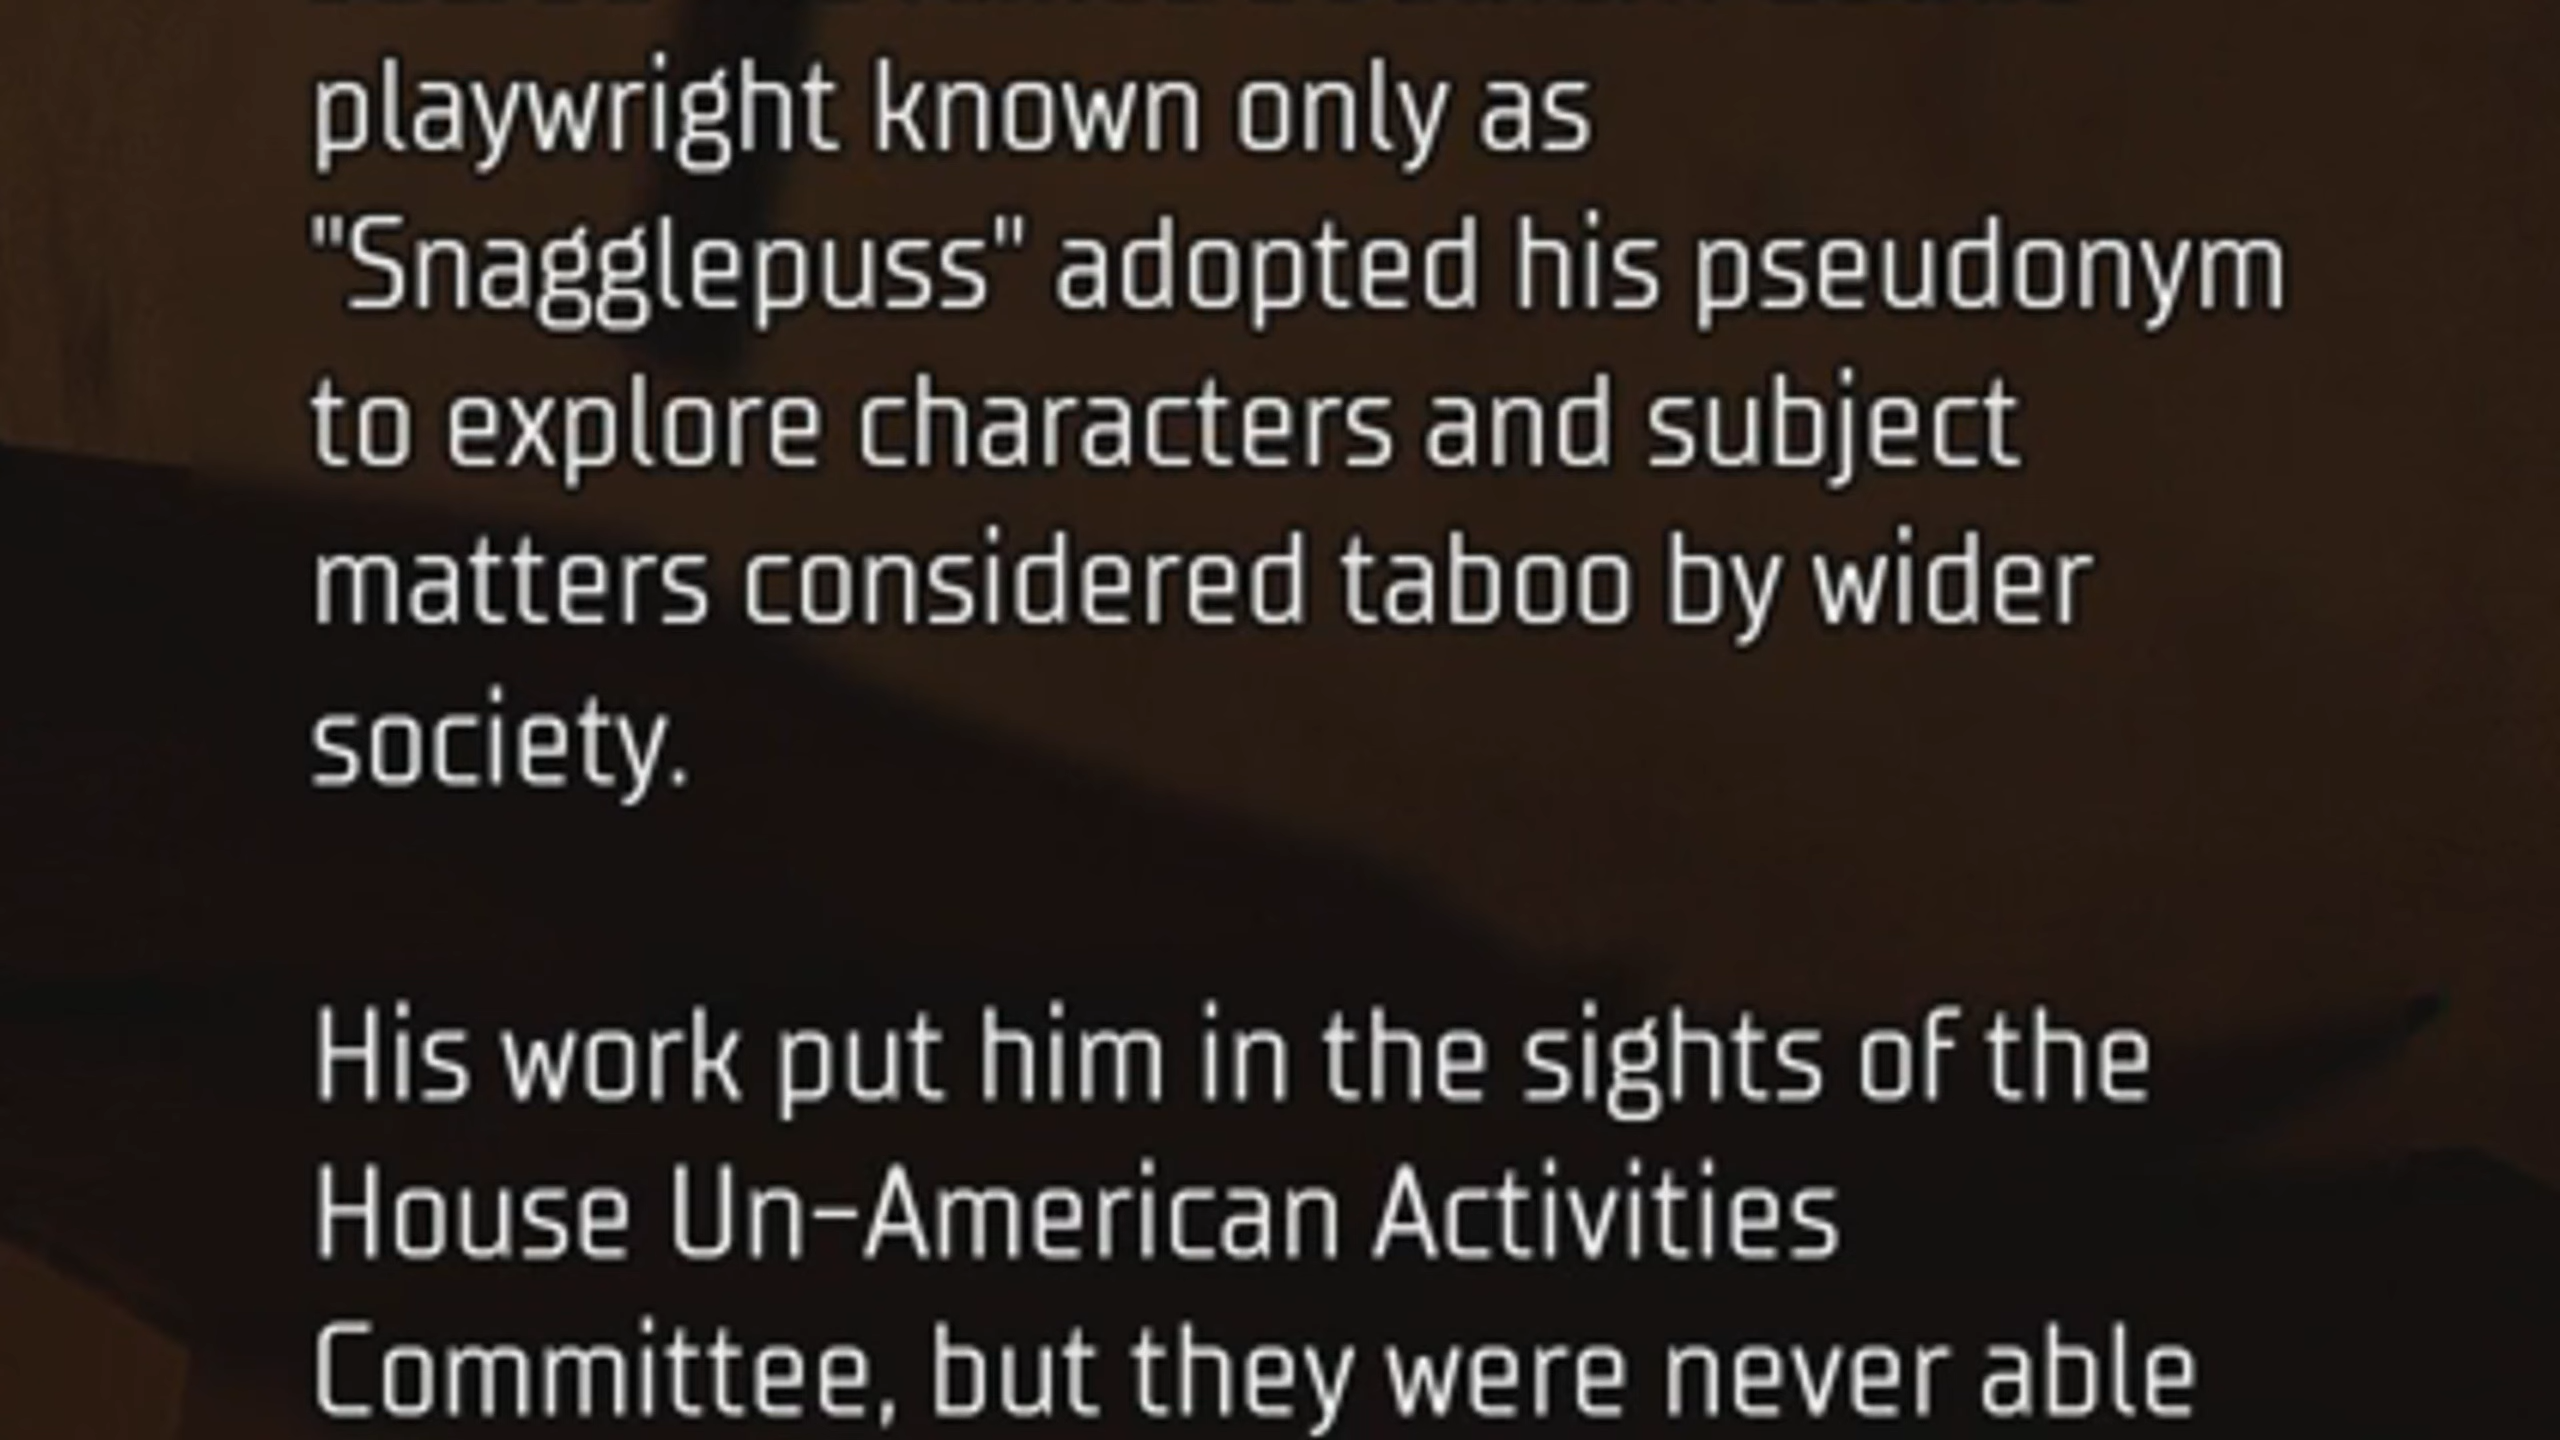 playwright known only as
"Snagglepuss" adopted his pseudonym
to explore characters and subject
matters considered taboo by wider
society.
His work put him in the sights of the
House Un-American Activities
Committee, but they were never able